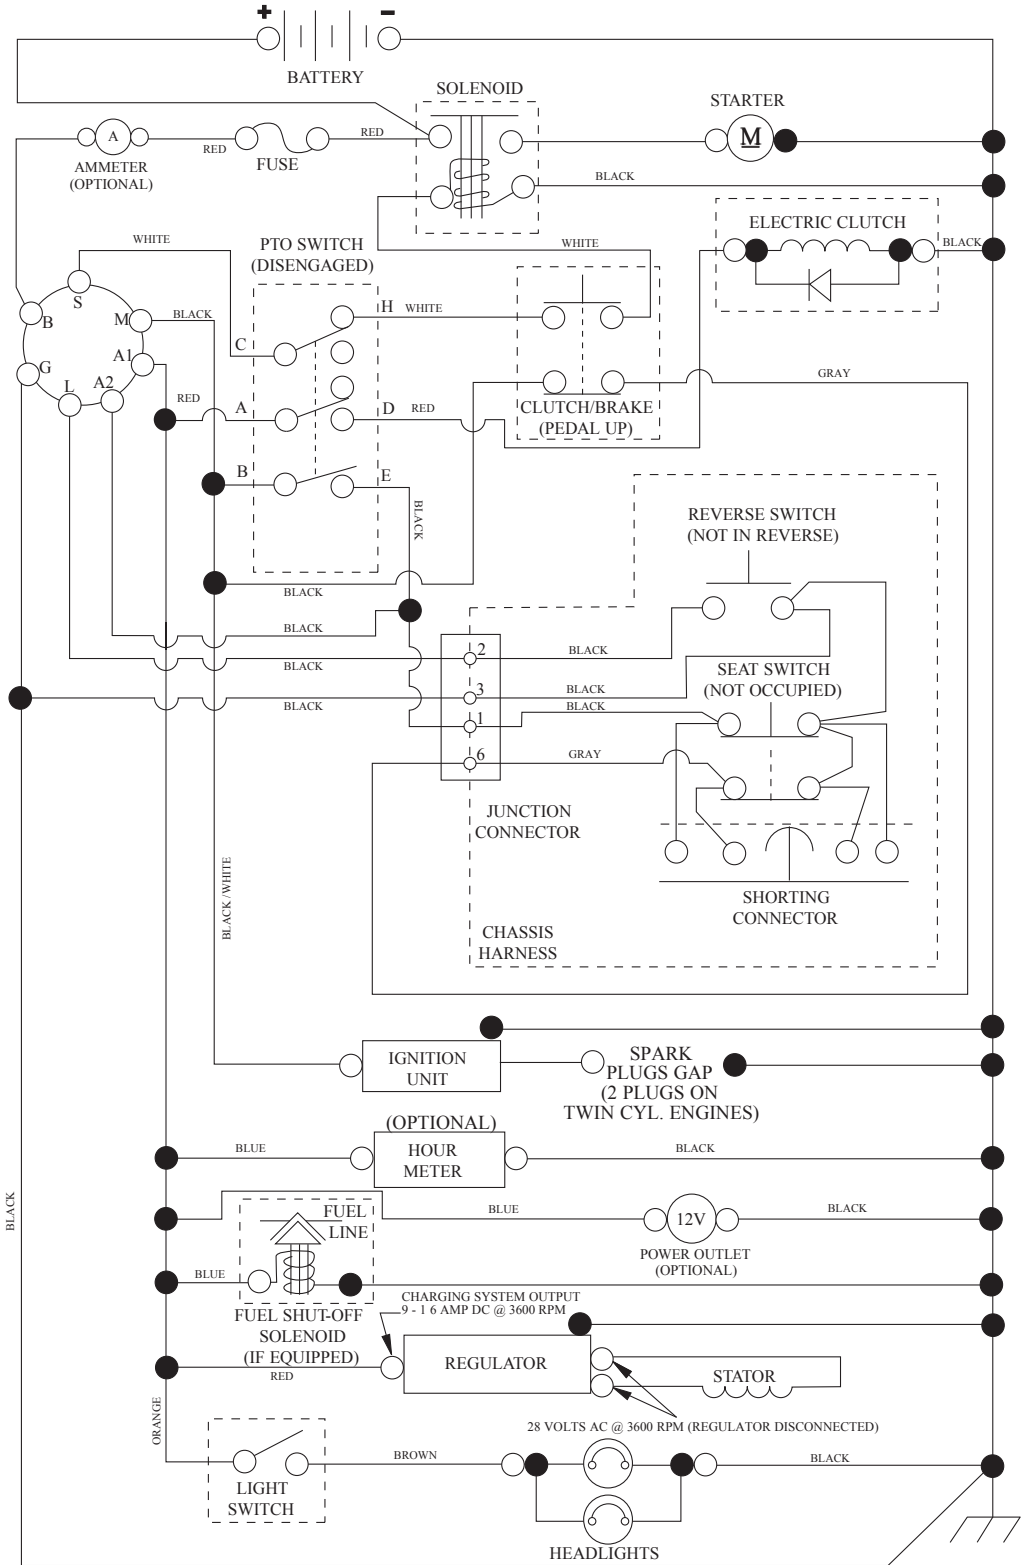 + -
BATTERY
SOLENOID
STARTER
A
RED
FUSE
RED
M
AMMETER
(OPTIONAL)
BLACK
WHITE
PTO SWITCH
(DISENGAGED)
WHITE
ELECTRIC CLUTCH
BLACK
S
B
M
BLACK
H
WHITE
G
A1
C
L
A2
RED
A
D
RED
GRAY
CLUTCH/BRAKE
(PEDAL UP)
B
E
BLACK
REVERSE SWITCH
(NOT IN REVERSE)
BLACK
BLACK
BLACK
2
BLACK
SEAT SWITCH
(NOT OCCUPIED)
BLACK
3
BLACK
BLACK
1
6
GRAY
JUNCTION
CONNECTOR
BLACK /WHITE
SHORTING
CONNECTOR
CHASSIS
HARNESS
IGNITION
UNIT
SPARK
PLUGS GAP
(2 PLUGS ON
TWIN CYL. ENGINES)
(OPTIONAL)
HOUR
METER
BLUE
BLACK
BLACK
FUEL
LINE
BLUE
12V
BLACK
POWER OUTLET
(OPTIONAL)
BLUE
CHARGING SYSTEM OUTPUT
9 - 1 6 AMP DC @ 3600 RPM
FUEL SHUT-OFF
SOLENOID
(IF EQUIPPED)
RED
REGULATOR
STATOR
28 VOLTS AC @ 3600 RPM (REGULATOR DISCONNECTED)
ORANGE
LIGHT
SWITCH
BROWN
BLACK
HEADLIGHTS